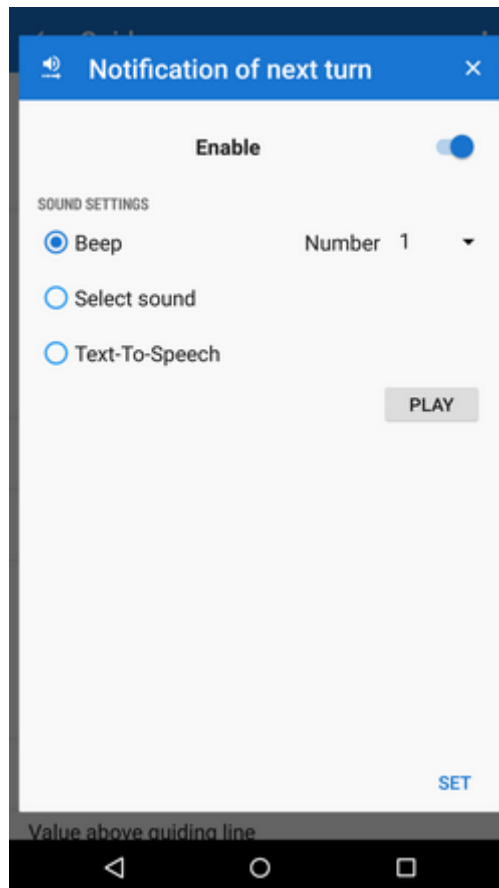 Notification of next turn
Enable
SOUND SETTINGS
Beep Number 1
Select sound
Text-To-Speech
PLAY
SET
Value above guiding line